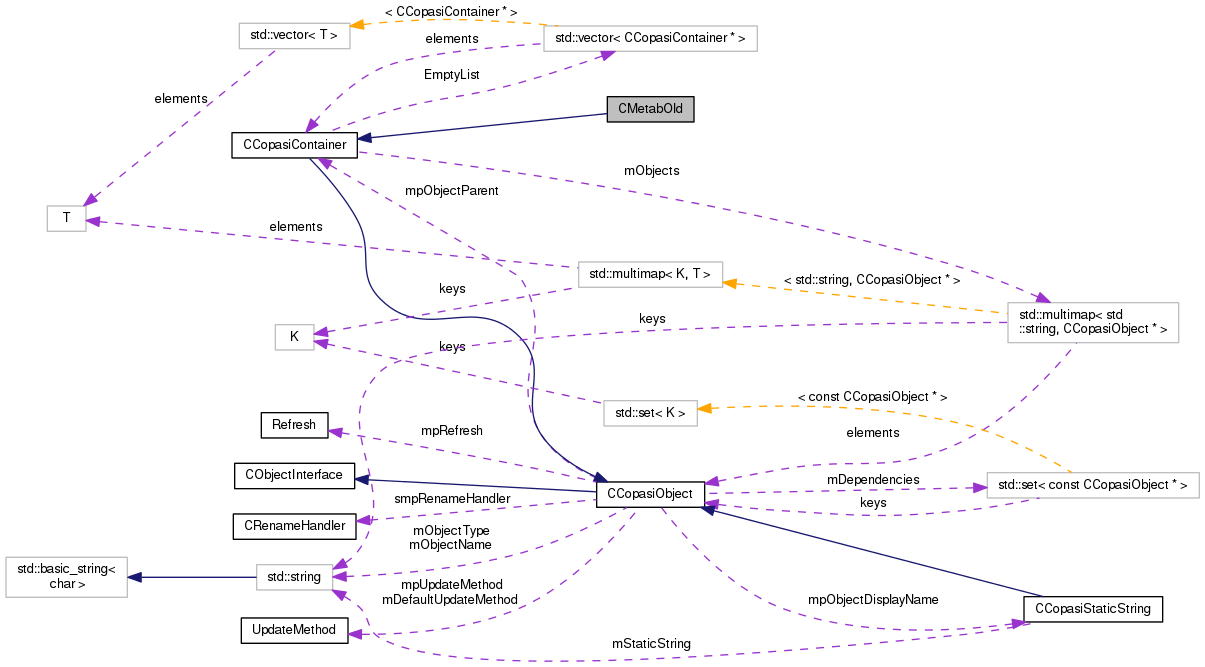 < CCopasiContainer * >
std::vector< T >
std::vector< CCopasiContainer * >
elements
EmptyList
elements
CMetabOld
CCopasiContainer
mObjects
mpObjectParent
T
elements
std::multimap< K, T >
< std::string, CCopasiObject * >
keys
std::multimap< std
::string, CCopasiObject * >
keys
K
keys
< const CCopasiObject * >
std::set< K >
Refresh
mpRefresh
elements
CObjectInterface
CCopasiObject
mDependencies
std::set< const CCopasiObject * >
keys
smpRenameHandler
CRenameHandler
mObjectType
mObjectName
std::basic_string<
char >
std::string
mpUpdateMethod
mDefaultUpdateMethod
mpObjectDisplayName
CCopasiStaticString
UpdateMethod
mStaticString